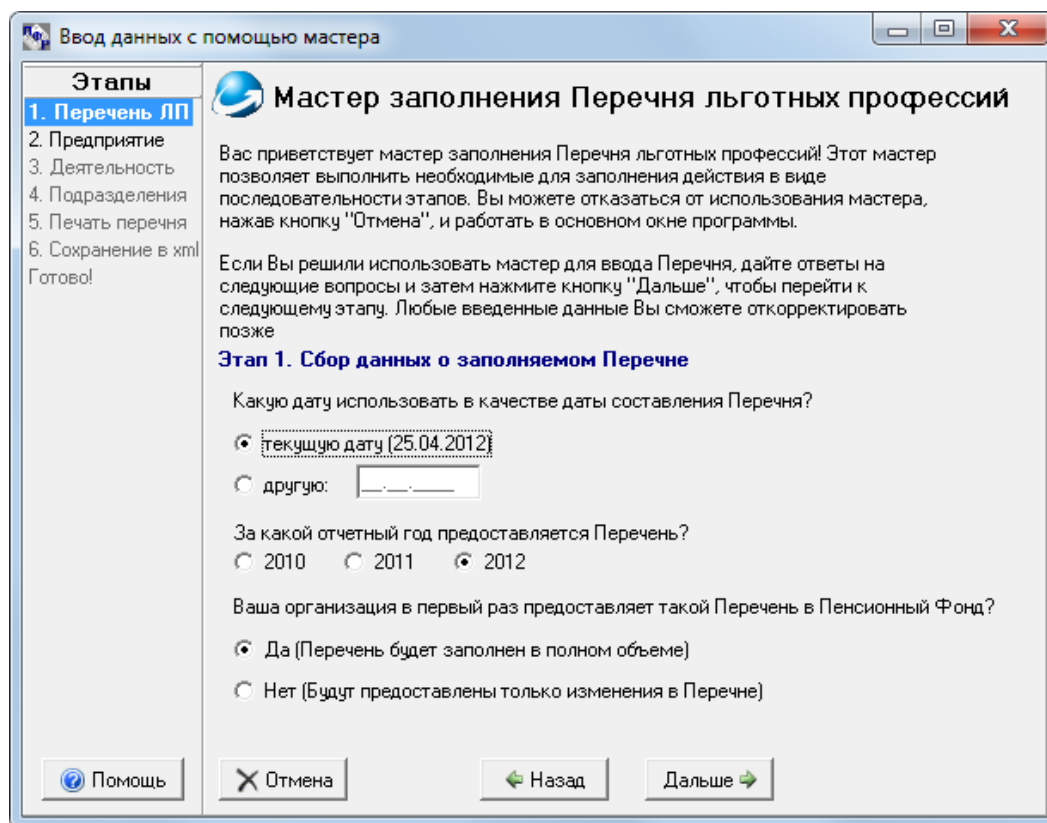 Ввод данных с помощью мастера
Этапы
1. Перечень ЛП
2. Предприятие
3. Деятельность
4. Подразделения
5. Печать перечня
6. Сохранение в xml
Готово!
Мастер заполнения Перечня льготных профессий
Вас приветствует мастер заполнения Перечня льготных профессий! Этот мастер
позволяет выполнить необходимые для заполнения действия в виде
последовательности этапов. Вы можете отказаться от использования мастера,
нажав кнопку "Отмена", и работать в основном окне программы.
Если Вы решили использовать мастер для ввода Перечня, дайте ответы на
следующие вопросы и затем нажмите кнопку "Дальше", чтобы перейти к
следующему этапу. Любые введенные данные Вы сможете откорректировать
позже
Этап 1. Сбор данных о заполняемом Перечне
Какую дату использовать в качестве даты составления Перечня?
текущую дату (25.04.2012)
другую: __.__.____
За какой отчетный год предоставляется Перечень?
2010 2011 2012
Ваша организация в первый раз предоставляет такой Перечень в Пенсионный Фонд?
Да (Перечень будет заполнен в полном объеме)
Нет (Будут предоставлены только изменения в Перечне)
Помощь Отмена Назад Дальше